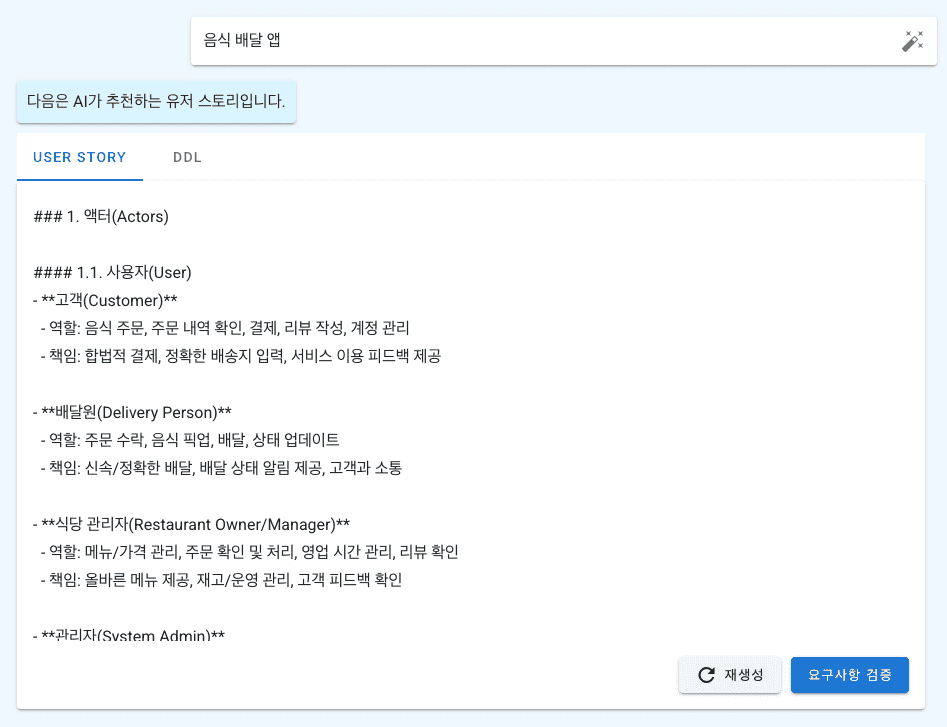 음식 배달 앱
다음은 AI가 추천하는 유저 스토리입니다.
USER STORY DDL
### 1. 액터(Actors)
#### 1.1. 사용자(User)
- **고객(Customer)**
- 역할: 음식 주문, 주문 내역 확인, 결제, 리뷰 작성, 계정 관리
- 책임: 합법적 결제, 정확한 배송지 입력, 서비스 이용 피드백 제공
- **배달원(Delivery Person)**
- 역할: 주문 수락, 음식 픽업, 배달, 상태 업데이트
- 책임: 신속/정확한 배달, 배달 상태 알림 제공, 고객과 소통
- **식당 관리자(Restaurant Owner/Manager)**
- 역할: 메뉴/가격 관리, 주문 확인 및 처리, 영업 시간 관리, 리뷰 확인
- 책임: 올바른 메뉴 제공, 재고/운영 관리, 고객 피드백 확인
- **관리자(System Admin)**
재생성 요구사항 검증